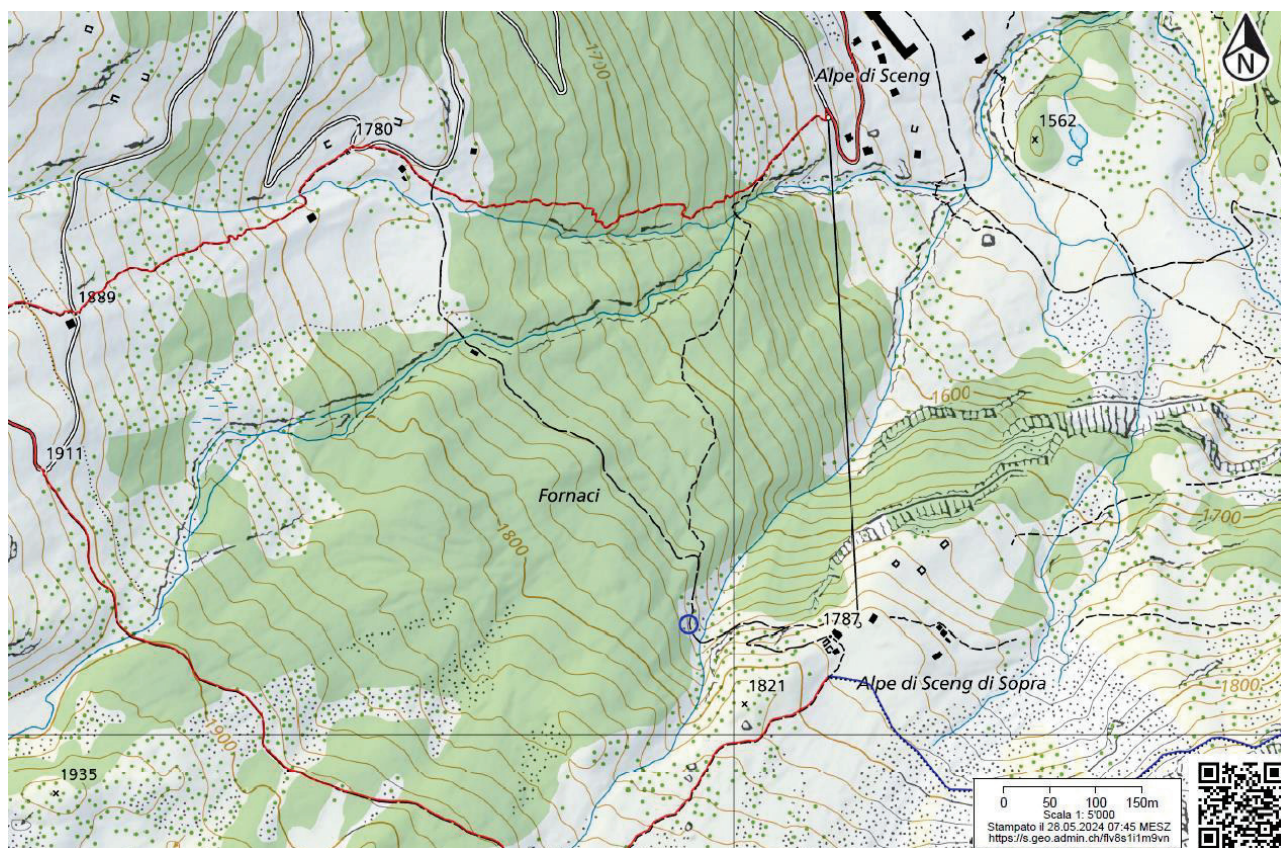 1700
Alpe di Sceng
N
1780
1562
1889
1600
1911
Fornaci
1700
1800
1787
1821
Alpe di Sceng di Sopra
1800
1900
1935
0 50 100 150m
Scala 1: 5'000
Stampato il 28.05.2024 07:45 MESZ
https://s.geo.admin.ch/flv8s1i1m9vn